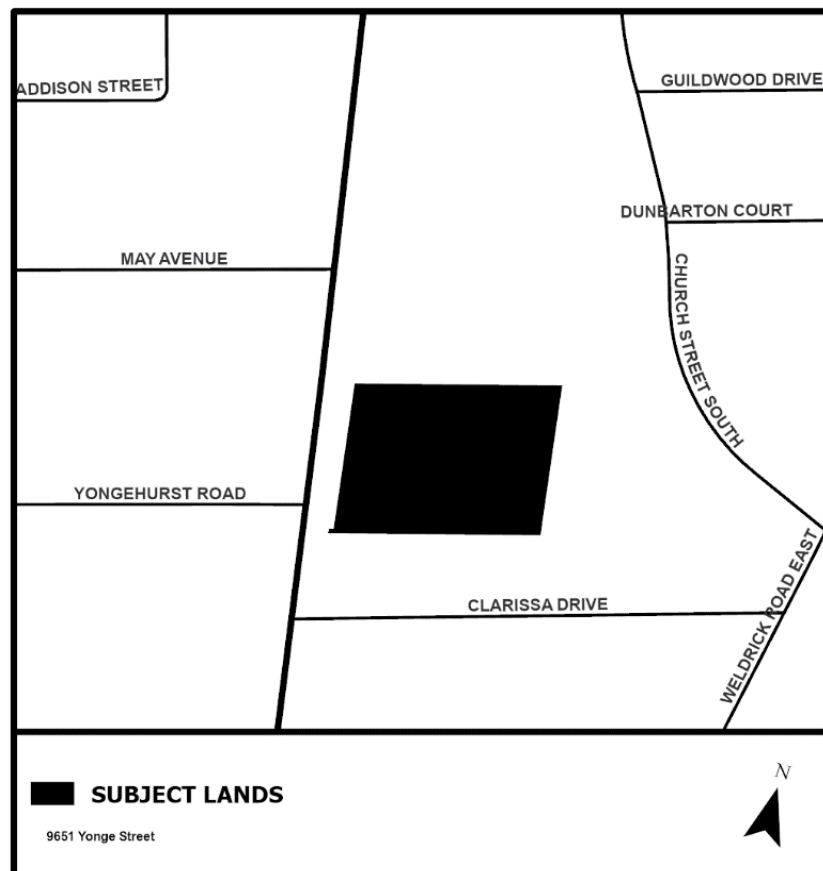 ADDISON STREET
GUILDWOOD DRIVE
DUNBARTON COURT
MAY AVENUE
CHURCH STREET SOUTH
YONGEHURST ROAD
CLARISSA DRIVE
WELDRICK ROAD EAST
N
SUBJECT LANDS
9651 Yonge Street